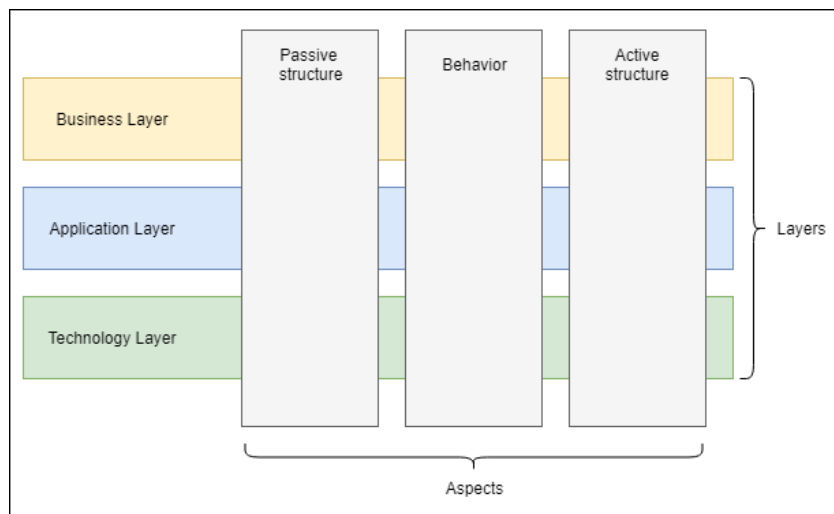 Passive
structure
Behavior
Active
structure
Business Layer
Application Layer
Layers
Technology Layer
Aspects